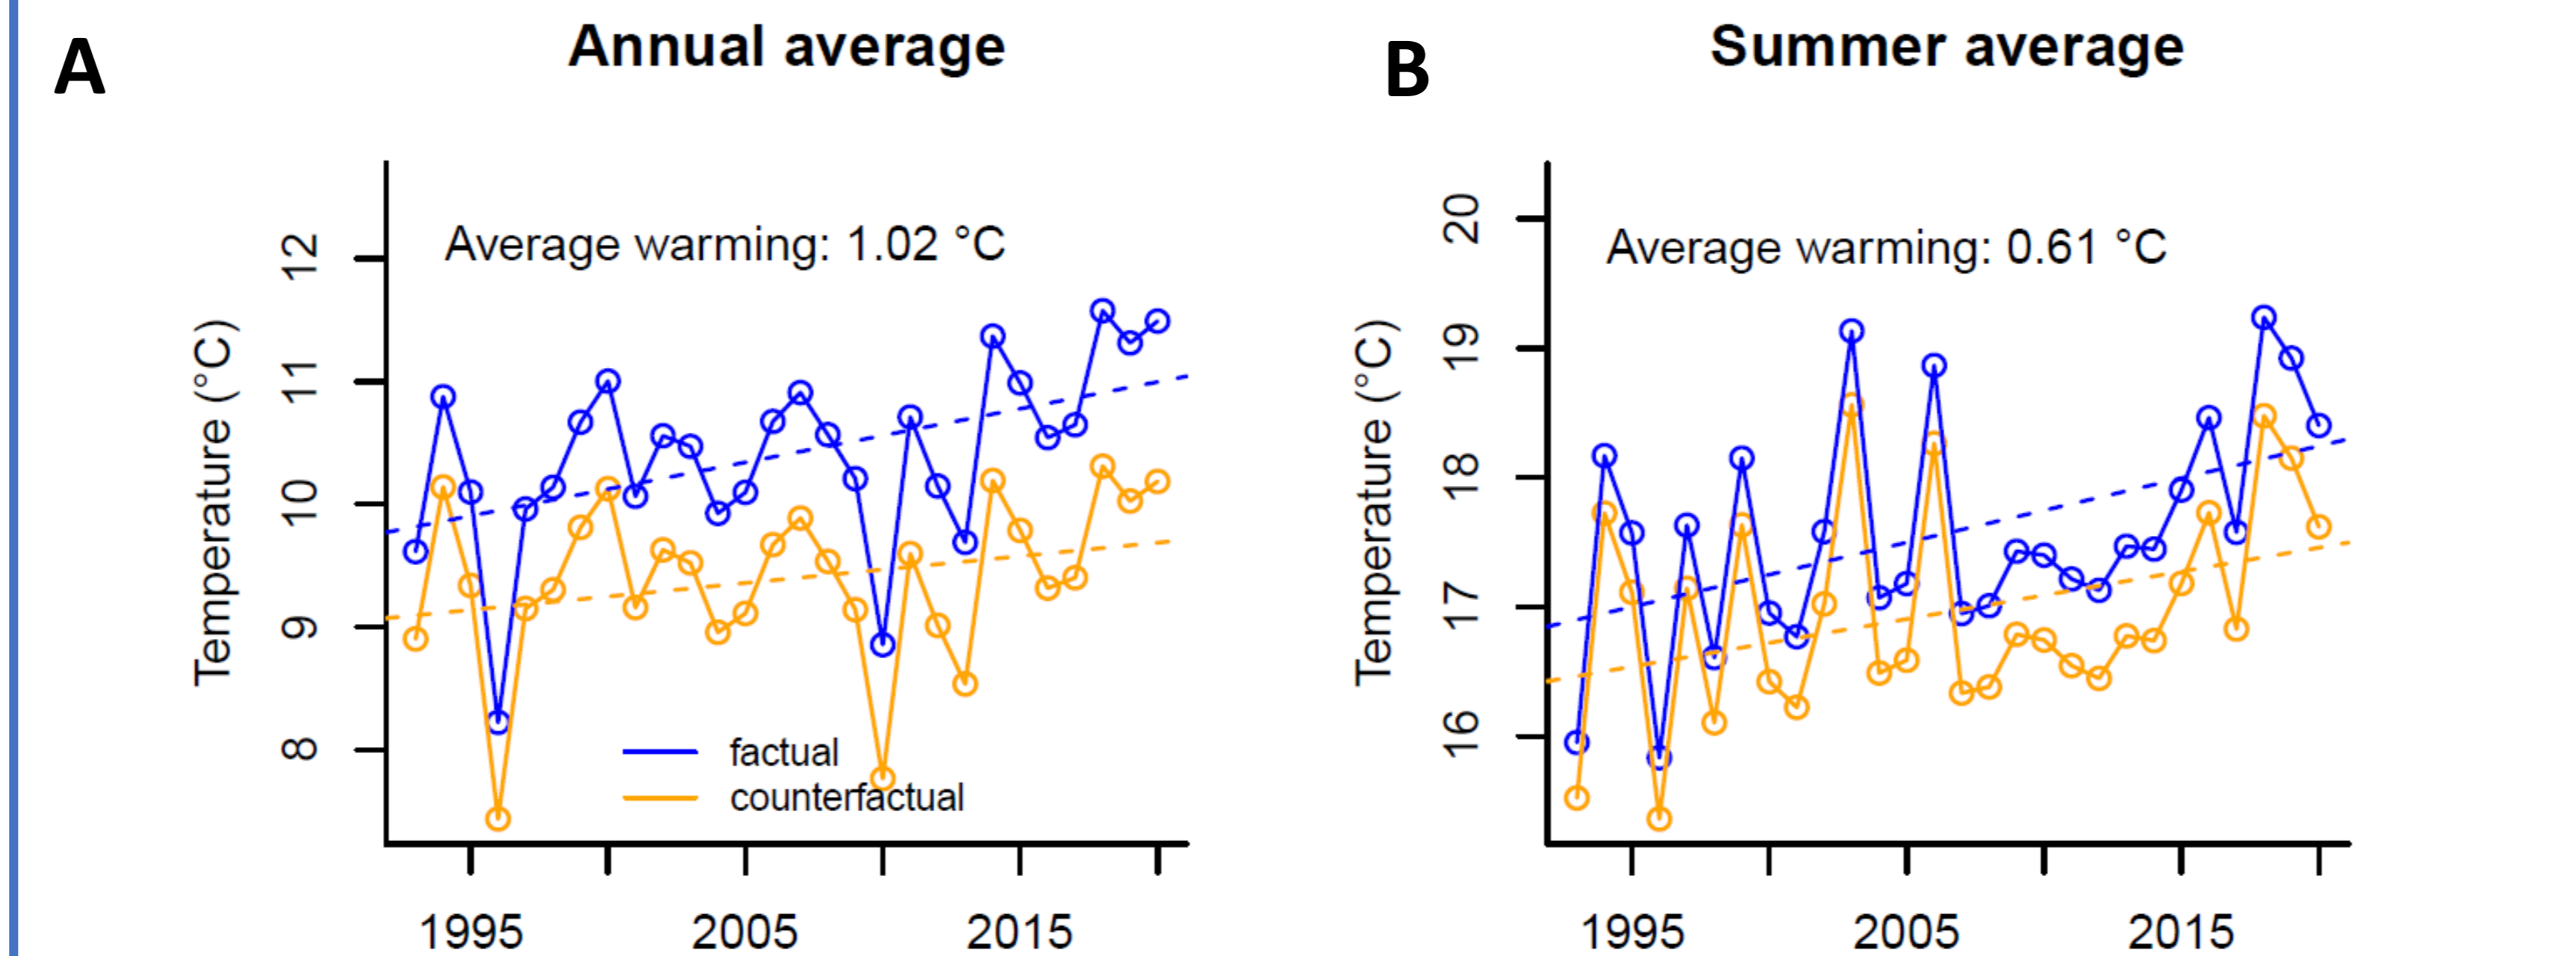 A
Annual average
Average warming: 1.02 °C
Temperature (°C)
12
11
10
9
8
factual
counterfactual
1995
2005
2015
B
Summer average
Average warming: 0.61 °C
Temperature (°C)
20
19
18
17
16
1995
2005
2015